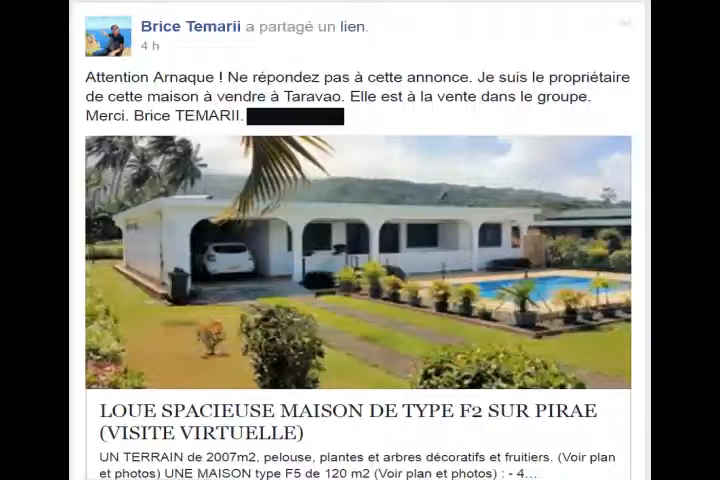 Brice Temarii a partagé un lien.
4 h
Attention Arnaque ! Ne répondez pas à cette annonce. Je suis le propriétaire
de cette maison à vendre à Taravao. Elle est à la vente dans le groupe.
Merci. Brice TEMARII.
LOUE SPACIEUSE MAISON DE TYPE F2 SUR PIRAE
(VISITE VIRTUELLE)
UN TERRAIN de 2007m2, pelouse, plantes et arbres décoratifs et fruitiers. (Voir plan
et photos) UNE MAISON type F5 de 120 m2 (Voir plan et photos) : - 4...